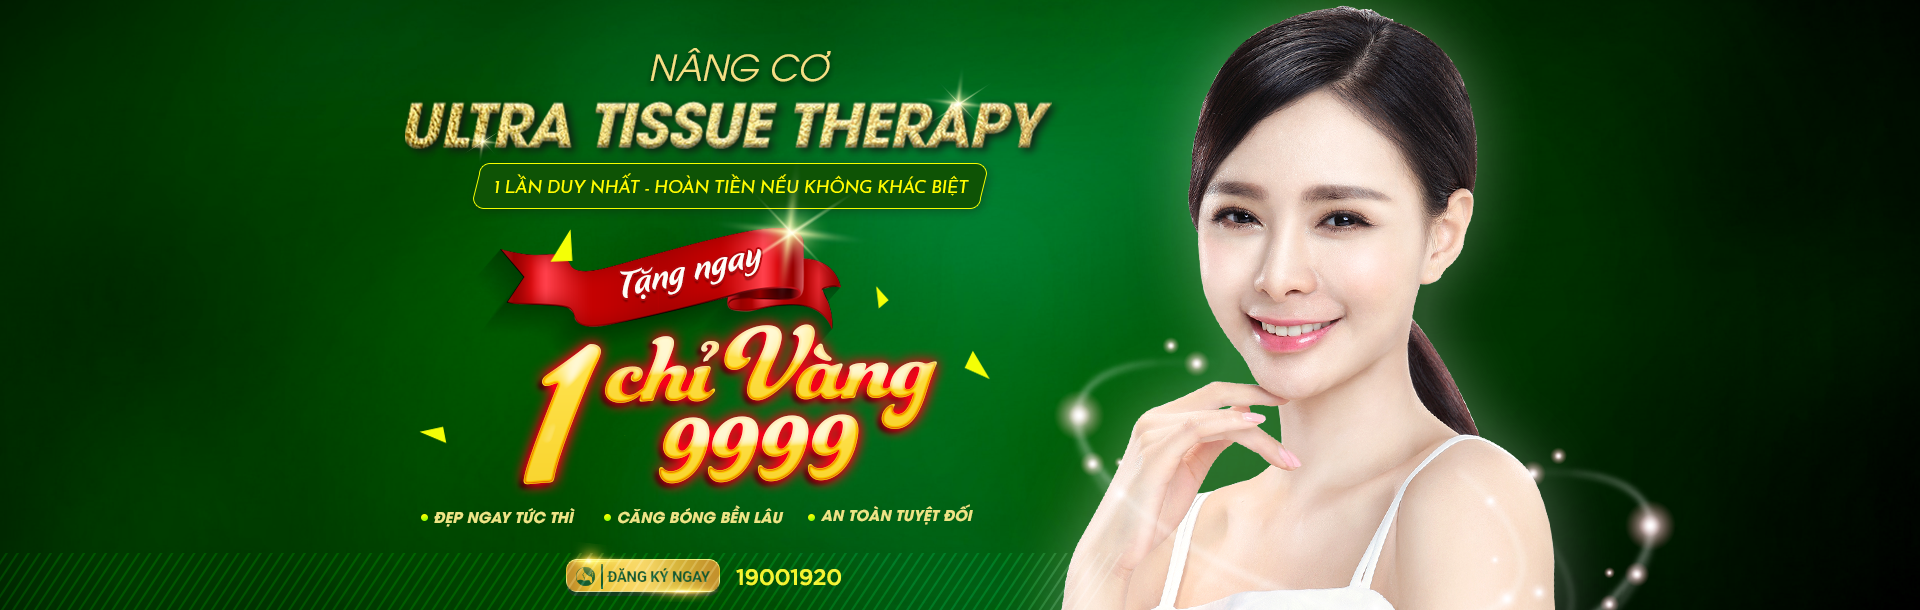 NÂNG CƠ
ULTRA TISSUE THERAPY
1 LẦN DUY NHẤT - HOÀN TIỀN NẾU KHÔNG KHÁC BIỆT
Tặng ngay
1 chỉ Vàng
9999
• ĐẸP NGAY TỨC THÌ • CĂNG BÓNG BỀN LÂU • AN TOÀN TUYỆT ĐỐI
ĐĂNG KÝ NGAY 19001920